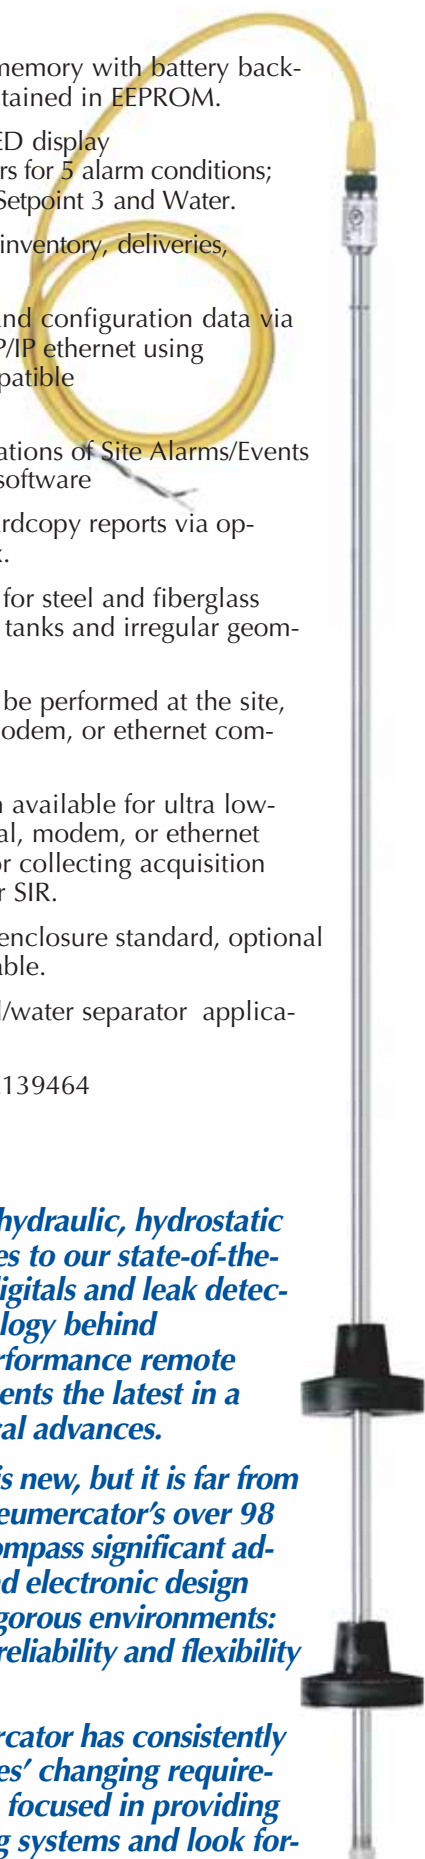 memory with battery back-
tained in EEPROM.
ED display
rs for 5 alarm conditions;
Setpoint 3 and Water.
inventory, deliveries,
nd configuration data via
P/IP ethernet using
patible
ations of Site Alarms/Events
software
rdcopy reports via op-
x.
for steel and fiberglass
tanks and irregular geom-
be performed at the site,
odem, or ethernet com-
n available for ultra low-
al, modem, or ethernet
or collecting acquisition
r SIR.
enclosure standard, optional
able.
l/water separator applica-
139464
hydraulic, hydrostatic
es to our state-of-the-
digitals and leak detec-
ology behind
erformance remote
ents the latest in a
cal advances.
is new, but it is far from
eumercator’s over 98
compass significant ad-
nd electronic design
gorous environments:
reliability and flexibility
rcator has consistently
es’ changing require-
focused in providing
g systems and look for-